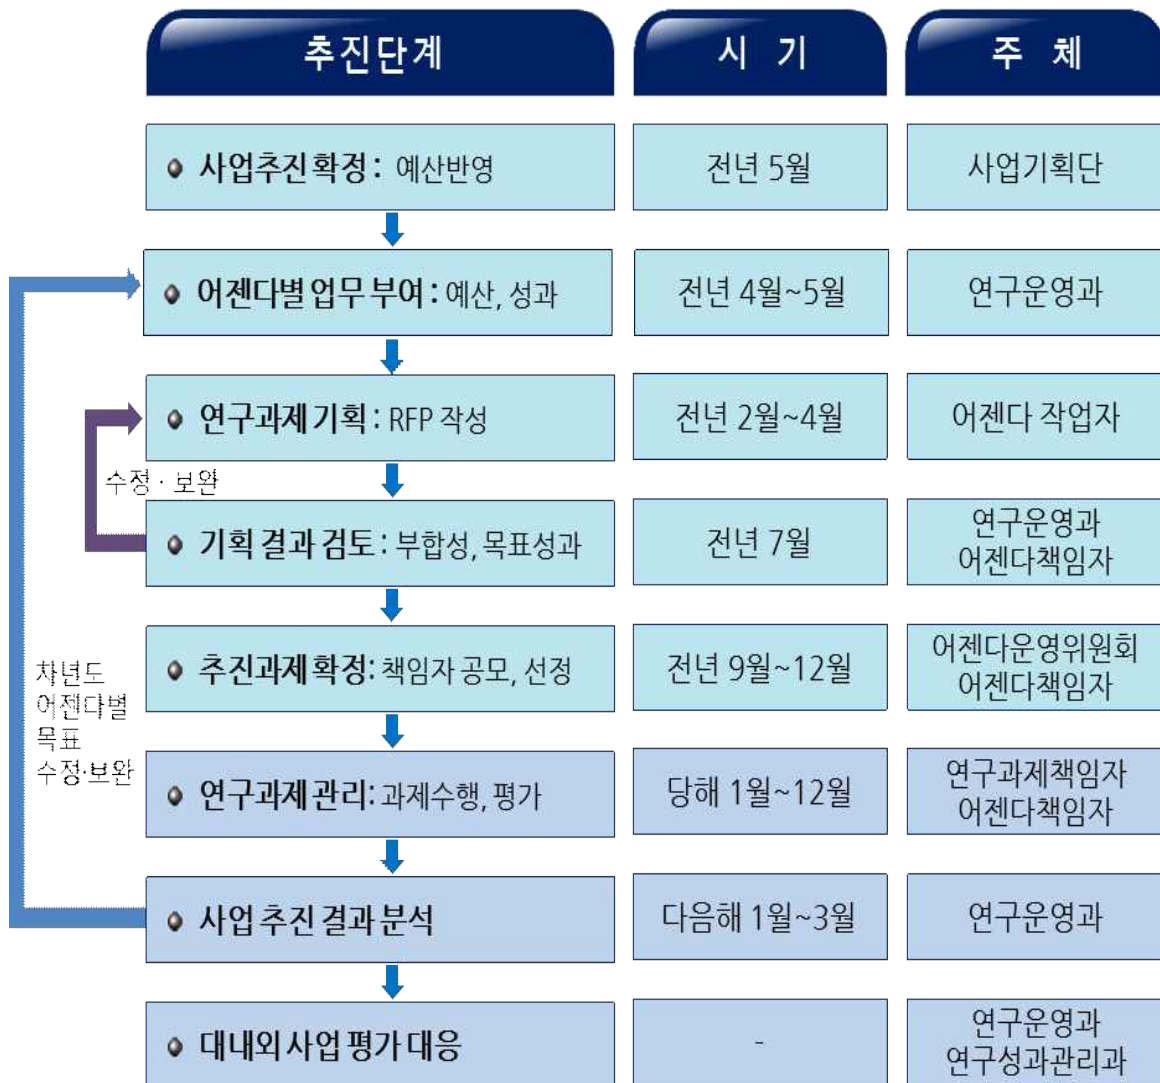 추진단계 시 기 주 체
사업추진 확정 : 예산반영 전년 5월 사업기획단
어젠다별 업무 부여 : 예산, 성과 전년 4월~5월 연구운영과
연구과제 기획 : RFP 작성 전년 2월~4월 어젠다 작업자
수정 · 보완
기획 결과 검토 : 부합성, 목표성과 전년 7월 연구운영과
어젠다책임자
추진과제 확정: 책임자 공모, 선정 전년 9월~12월 어젠다운영위원회
어젠다책임자
차년도
어젠다별
목표
수정·보완
연구과제 관리: 과제수행, 평가 당해 1월~12월 연구과제책임자
어젠다책임자
사업 추진 결과 분석 다음해 1월~3월 연구운영과
대내외 사업 평가 대응 - 연구운영과
연구성과관리과